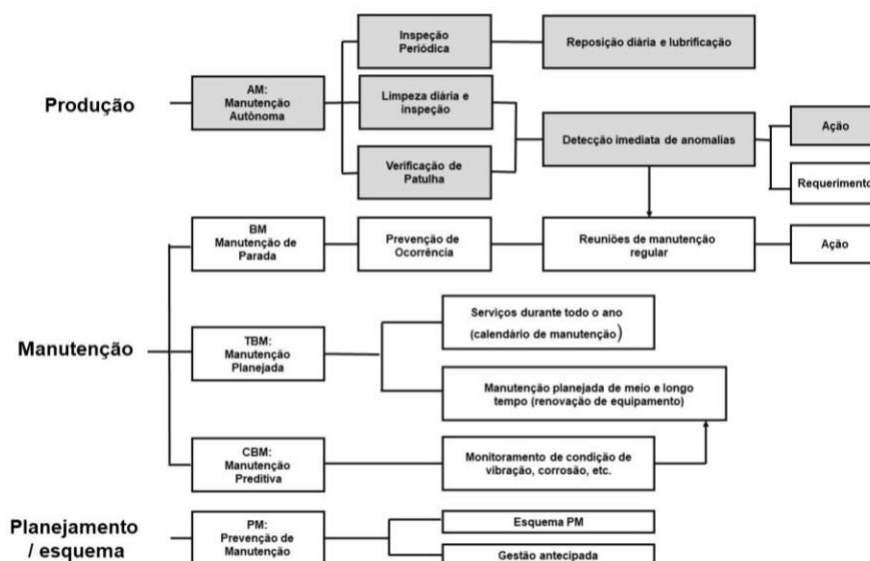 Produção
AM:
Manutenção
Autônoma
Inspeção
Periódica
Reposição diária e lubrificação
Limpeza diária e
inspeção
Verificação de
Patulha
Detecção imediata de anomalias
Ação
Requerimento
Manutenção
BM
Manutenção de
Parada
Prevenção de
Ocorrência
Reuniões de manutenção
regular
Ação
TBM:
Manutenção
Planejada
Serviços durante todo o ano
(calendário de manutenção)
Manutenção planejada de meio e longo
tempo (renovação de equipamento)
CBM:
Manutenção
Preditiva
Monitoramento de condição de
vibração, corrosão, etc.
Planejamento
/ esquema
PM:
Prevenção de
Manutenção
Esquema PM
Gestão antecipada